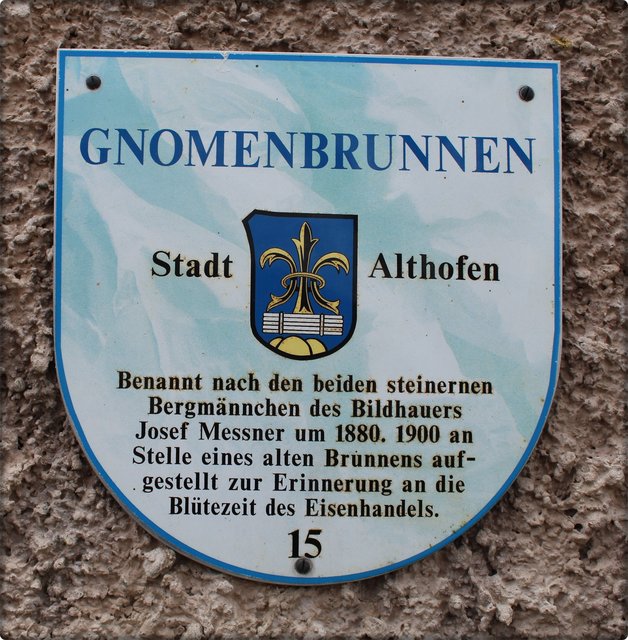 GNOMENBRUNNEN
Stadt Althofen
Benannt nach den beiden steinernen
Bergmännchen des Bildhauers
Josef Messner um 1880. 1900 an
Stelle eines alten Brunnens auf-
gestellt zur Erinnerung an die
Blütezeit des Eisenhandels.
15